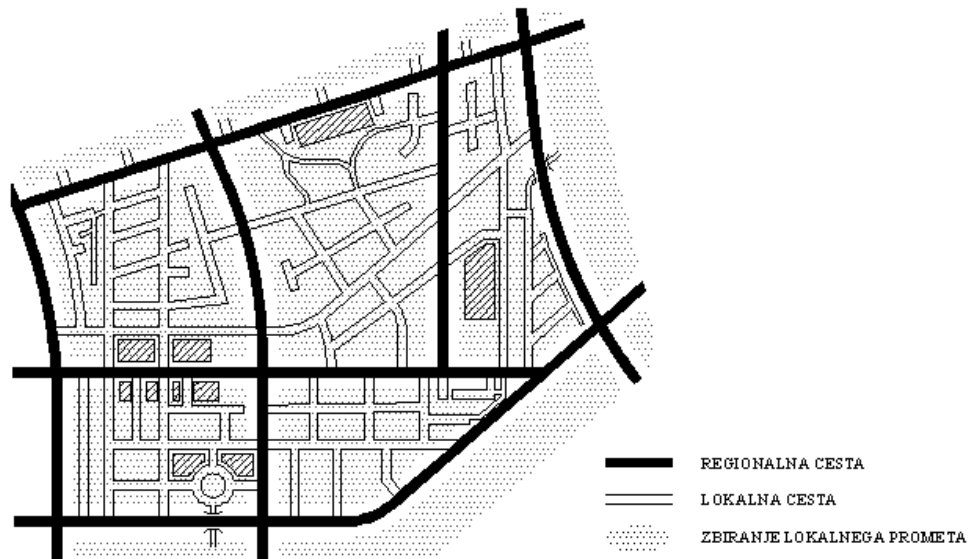 REGIONALNA CESTA
LOKALNA CESTA
ZBIRANJE LOKALNEGA PROMETA